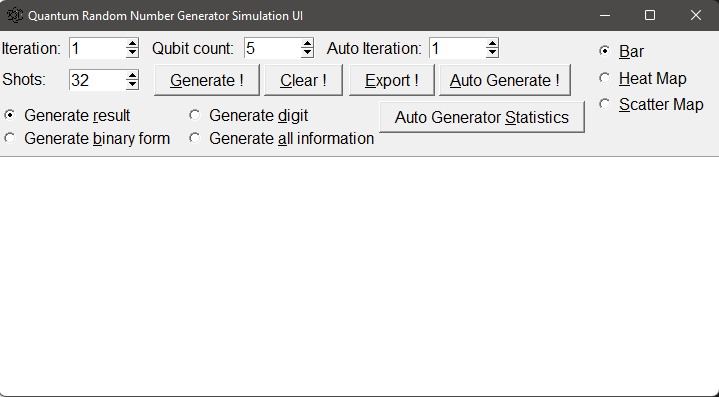 Quantum Random Number Generator Simulation UI
Iteration: 1 Qubit count: 5 Auto Iteration: 1 Bar
Shots: 32 Generate ! Clear ! Export ! Auto Generate ! Heat Map
Generate result Generate digit Auto Generator Statistics Scatter Map
Generate binary form Generate all information